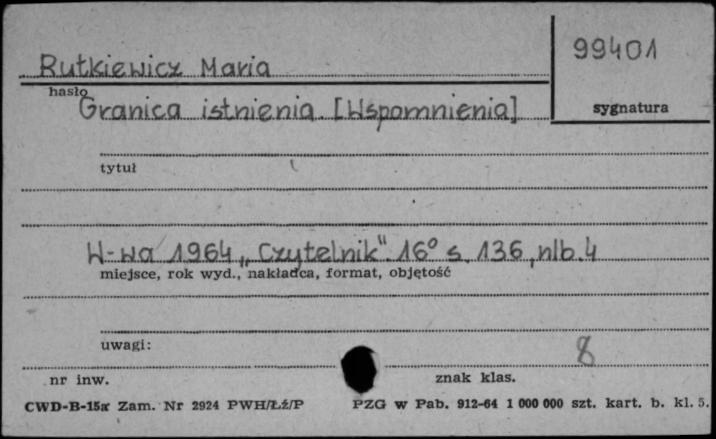 99401
Rutkiewicz Maria
hasło
Granica istnienia. [Wspomnienia]
sygnatura
tytuł
W-wa 1964 „Czytelnik". 16° s. 136, nlb. 4
miejsce, rok wyd., nakładca, format, objętość
uwagi:
8
nr inw.
znak klas.
CWD-B-15a Zam. Nr 2924 PWH/Łź/P PZG w Pab. 912-64 1 000 000 szt. kart. b. kl. 5.